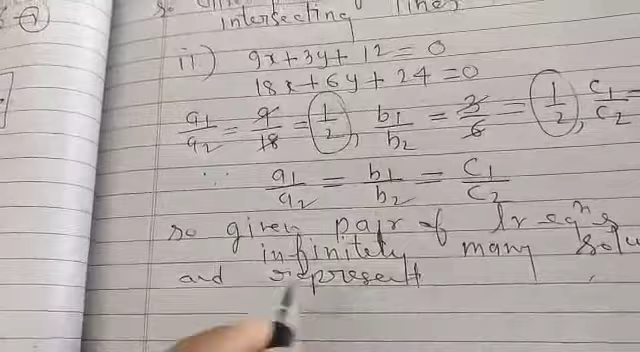 so
intersecting lines
ii) 9x+3y+12=0
18x+6y+24=0
a1/a2 = 9/18 = 1/2, b1/b2 = 3/6 = 1/2, c1/c2 =
∵ a1/a2 = b1/b2 = c1/c2
so given pair of lr eqns
infinitely many solu
and represent